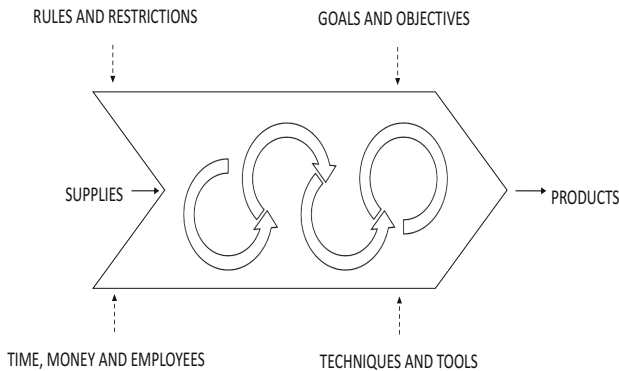 RULES AND RESTRICTIONS
GOALS AND OBJECTIVES
SUPPLIES
PRODUCTS
TIME, MONEY AND EMPLOYEES
TECHNIQUES AND TOOLS